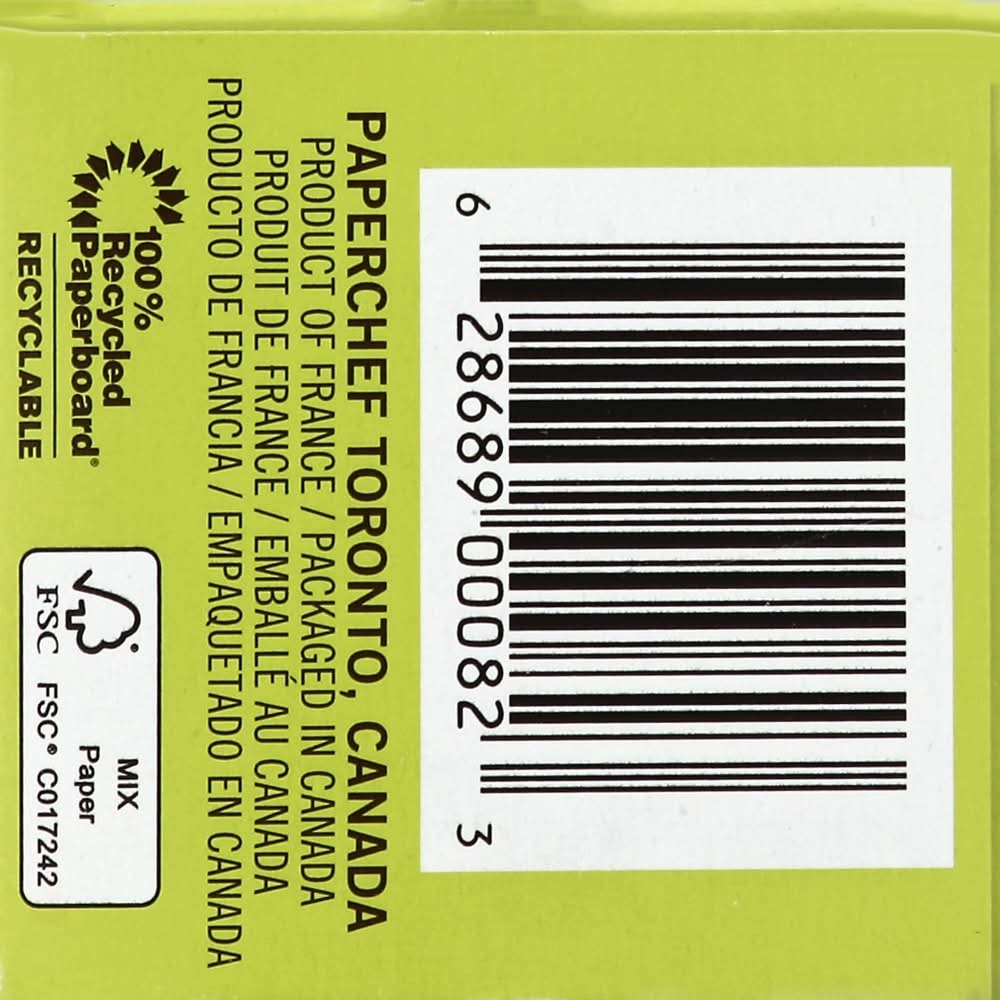 6 28689 00082 3
PAPERCHEF TORONTO, CANADA
PRODUCT OF FRANCE / PACKAGED IN CANADA
PRODUIT DE FRANCE / EMBALLÉ AU CANADA
PRODUCTO DE FRANCIA / EMPAQUETADO EN CANADA
100%
Recycled
Paperboard®
RECYCLABLE
MIX
Paper
FSC
FSC® C017242